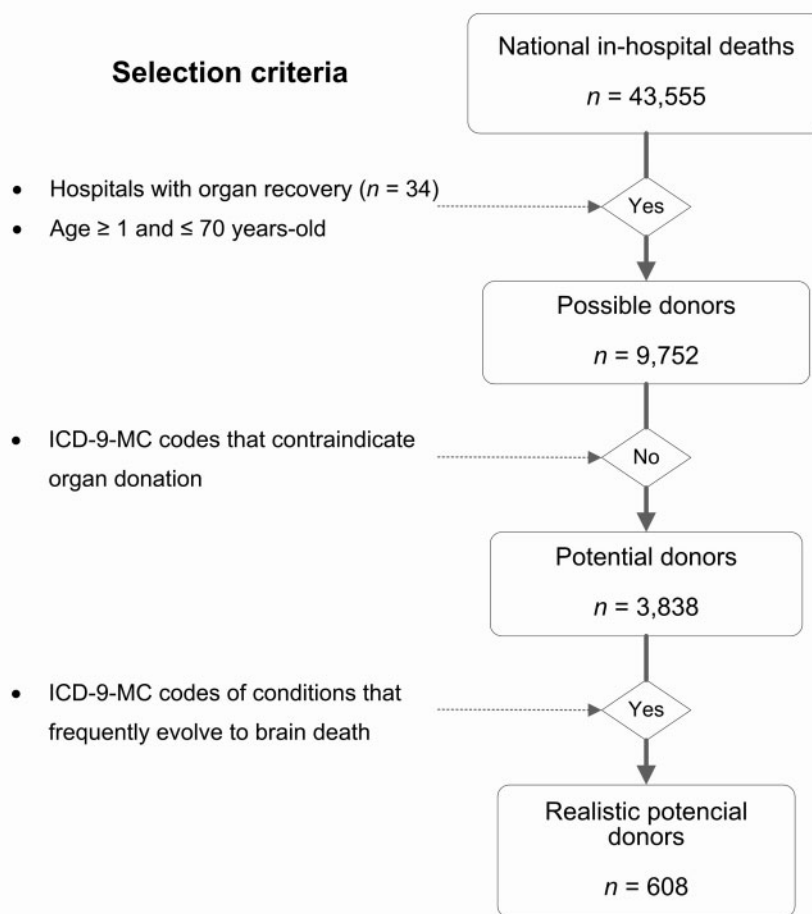 National in-hospital deaths
n = 43,555
Selection criteria
• Hospitals with organ recovery (n = 34)
• Age ≥ 1 and ≤ 70 years-old
Yes
Possible donors
n = 9,752
• ICD-9-MC codes that contraindicate
organ donation
No
Potential donors
n = 3,838
• ICD-9-MC codes of conditions that
frequently evolve to brain death
Yes
Realistic potencial
donors
n = 608